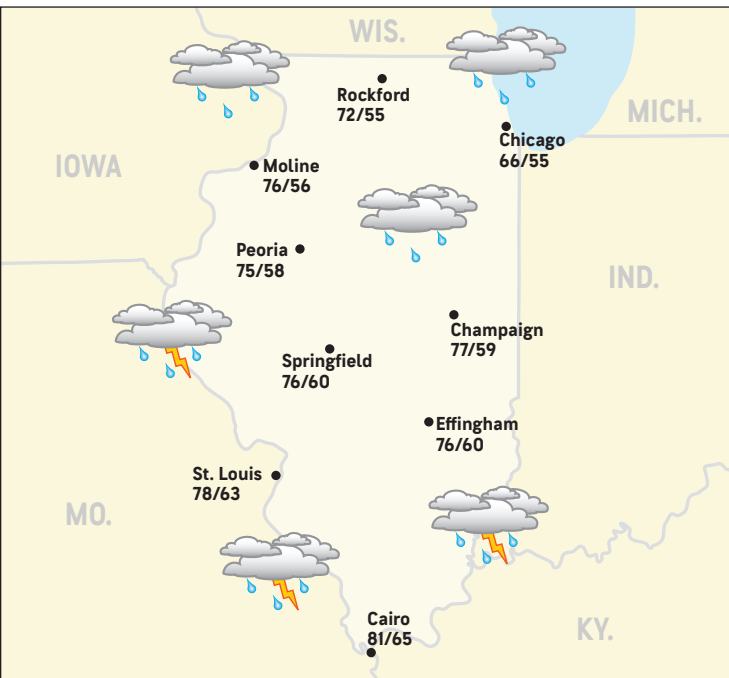 WIS.
Rockford
72/55
MICH.
Chicago
66/55
IOWA
Moline
76/56
Peoria
75/58
IND.
Champaign
77/59
Springfield
76/60
Effingham
76/60
St. Louis
78/63
MO.
Cairo
81/65
KY.